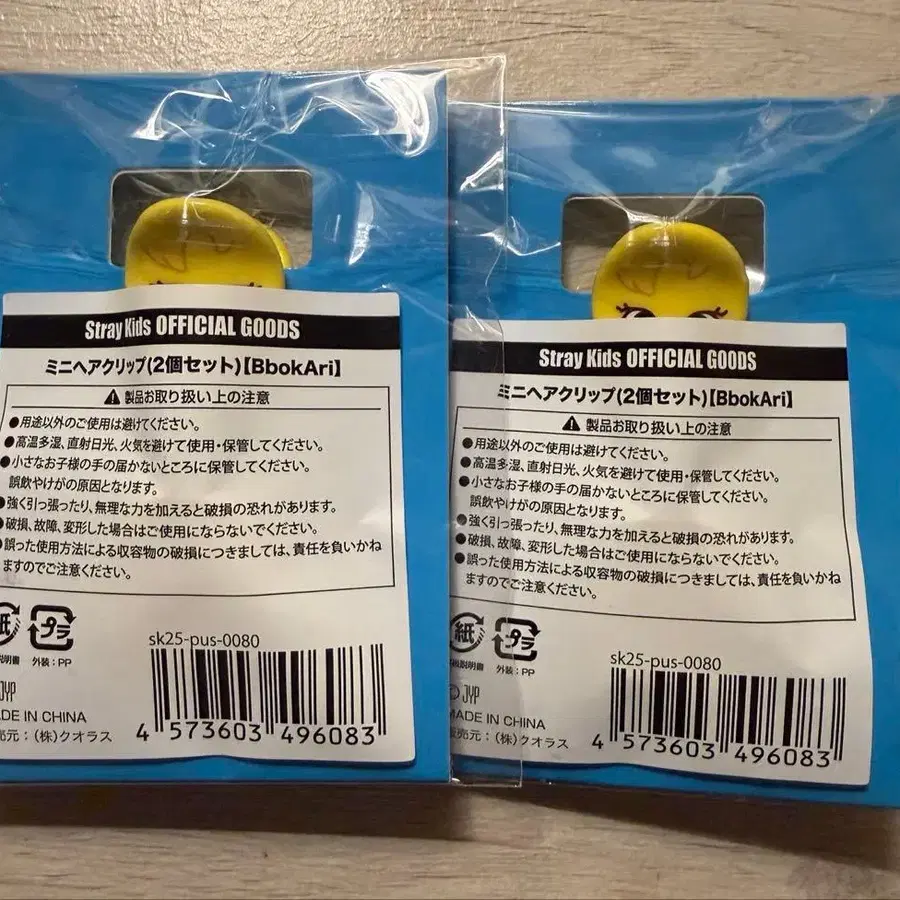 Stray Kids OFFICIAL GOODS
ミニヘアクリップ(2個セット)【BbokAri】
⚠ 製品お取り扱い上の注意
●用途以外のご使用は避けてください。
●高温多湿、直射日光、火気を避けて使用・保管してください。
●小さなお子様の手の届かないところに保管してください。
誤飲やけがの原因となります。
●強く引っ張ったり、無理な力を加えると破損の恐れがあります。
●破損、故障、変形した場合はご使用にならないでください。
●誤った使用方法による収容物の破損につきましては、責任を負いかね
ますのでご注意ください。
紙 プラ
説明書 外装:PP
sk25-pus-0080
JYP
MADE IN CHINA
売元:(株)クオラス
4 573603 496083
Stray Kids OFFICIAL GOODS
ミニヘアクリップ(2個セット)【BbokAri】
⚠ 製品お取り扱い上の注意
●用途以外のご使用は避けてください。
●高温多湿、直射日光、火気を避けて使用・保管してください。
●小さなお子様の手の届かないところに保管してください。
誤飲やけがの原因となります。
●強く引っ張ったり、無理な力を加えると破損の恐れがあります。
●破損、故障、変形した場合はご使用にならないでください。
●誤った使用方法による収容物の破損につきましては、責任を負いかね
ますのでご注意ください。
紙 プラ
説明書 外装:PP
sk25-pus-0080
© JYP
MADE IN CHINA
販売元:(株)クオラス
4 573603 496083